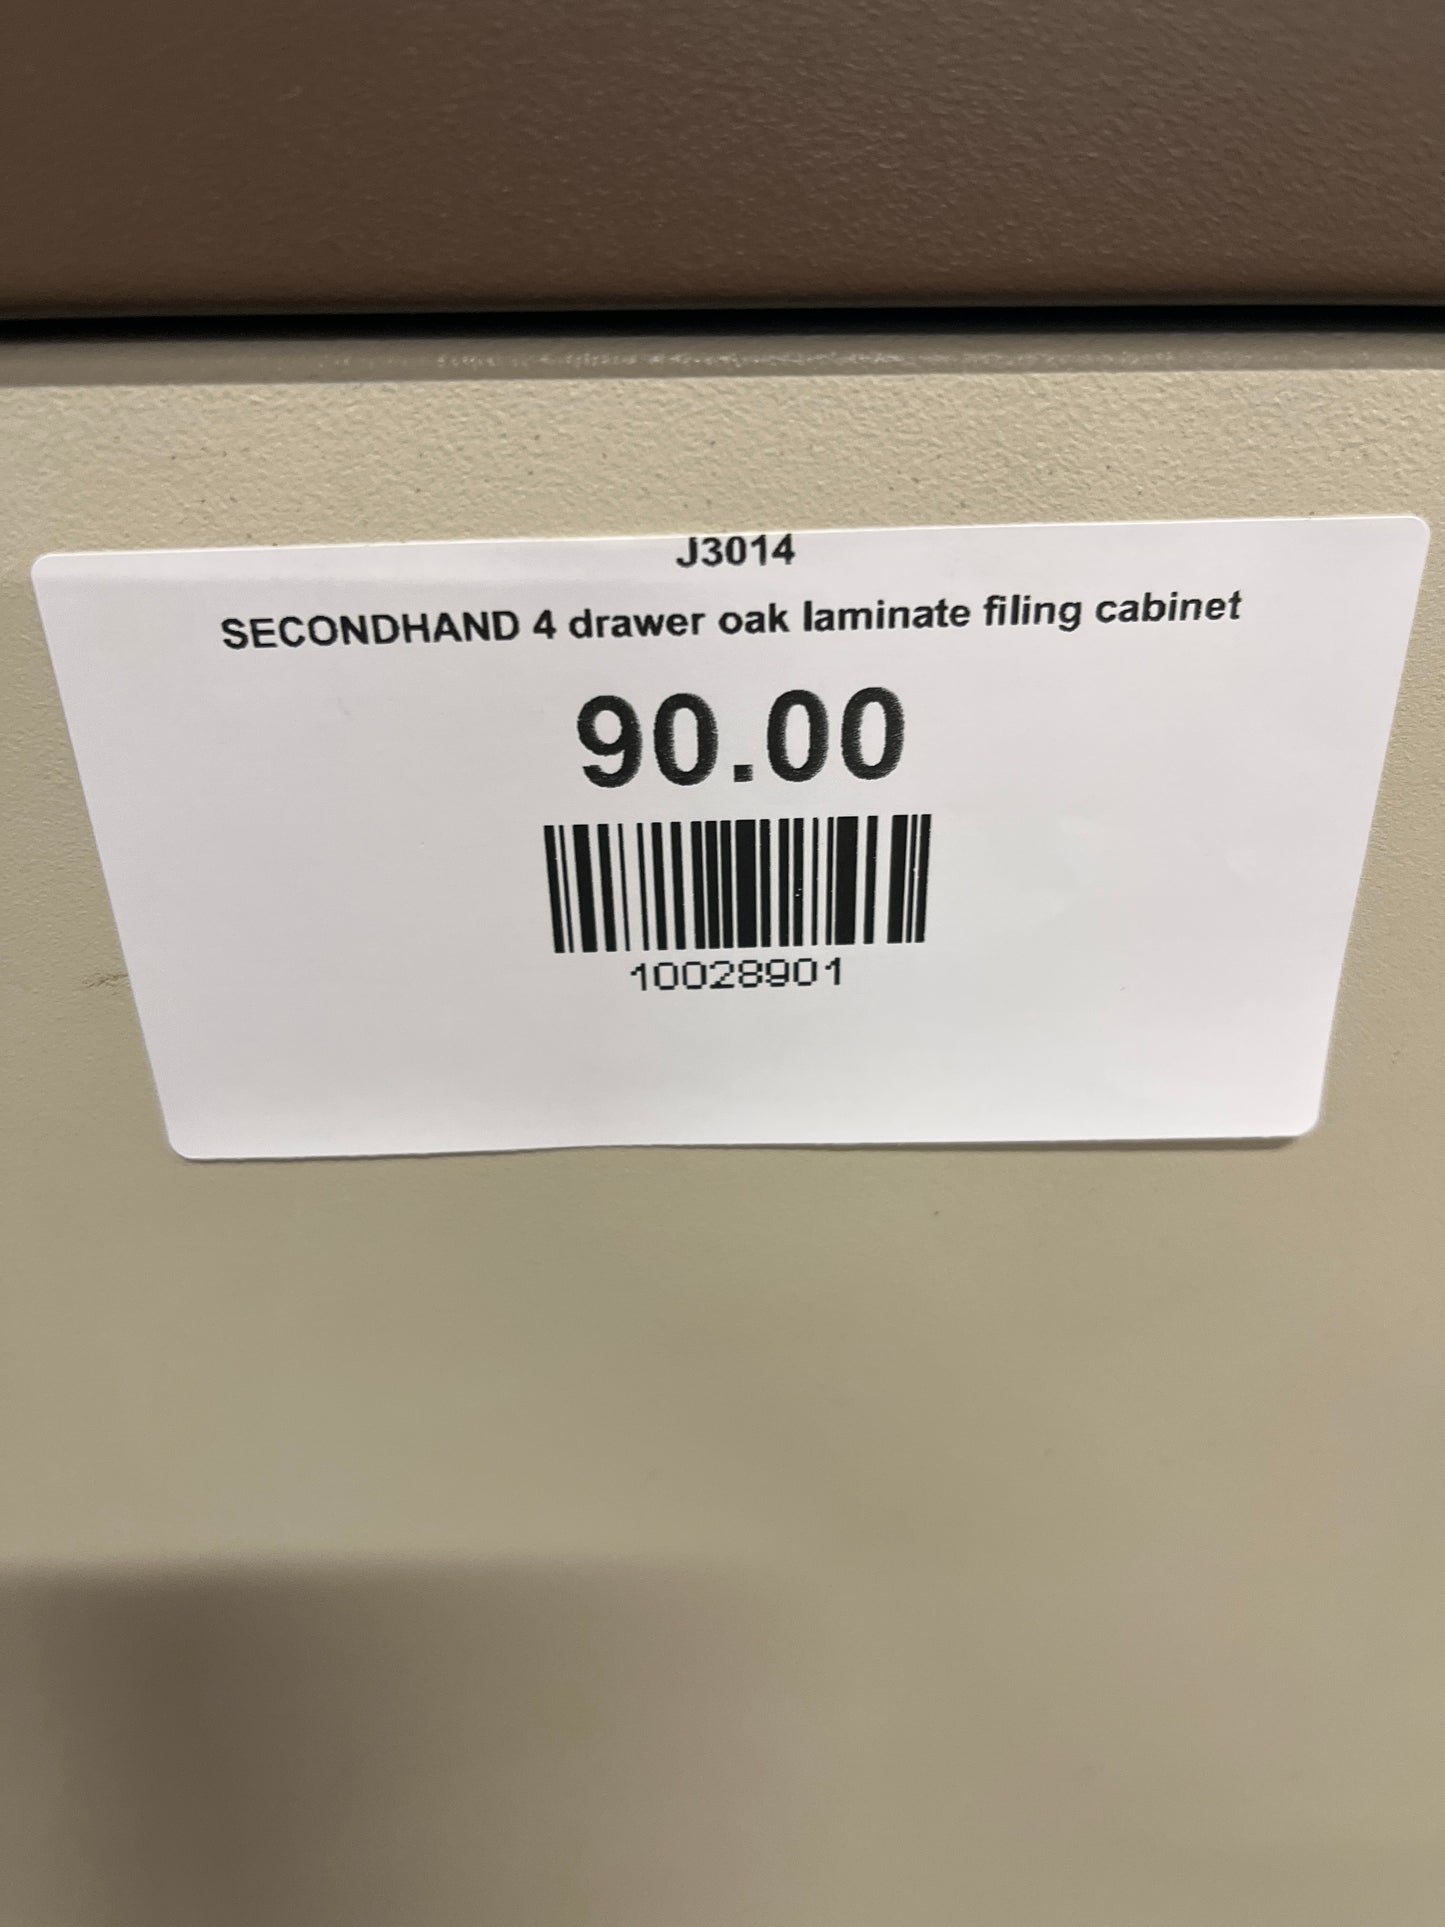 J3014
SECONDHAND 4 drawer oak laminate filing cabinet
90.00
10028901